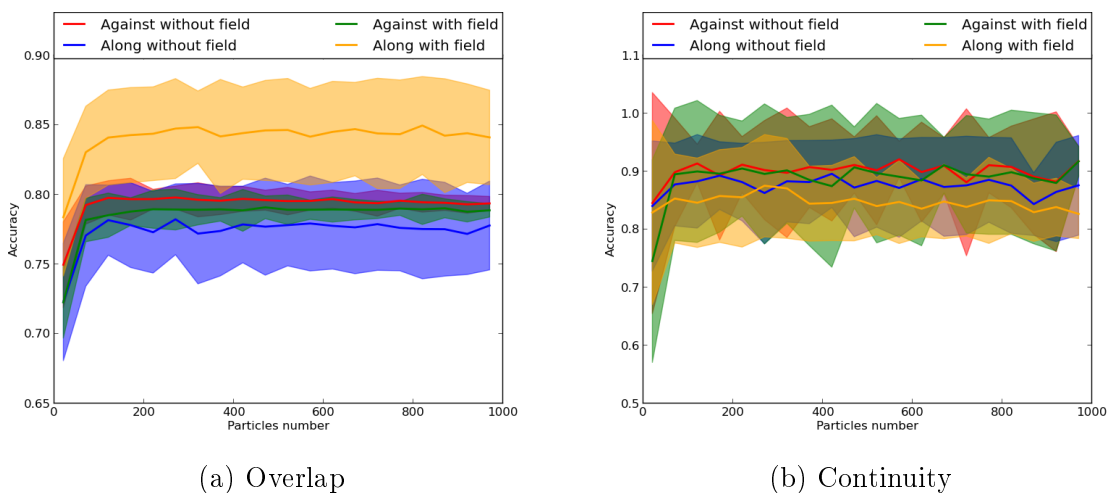 Against without field
Along without field
Against with field
Along with field
0.90
0.85
0.80
0.75
0.70
0.65
Accuracy
0
200
400
600
800
1000
Particles number
(a) Overlap
Against without field
Along without field
Against with field
Along with field
1.1
1.0
0.9
0.8
0.7
0.6
0.5
Accuracy
0
200
400
600
800
1000
Particles number
(b) Continuity